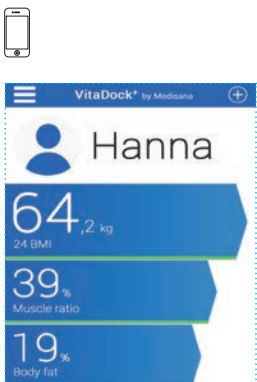 VitaDock+ by Medisana
Hanna
64,2 kg
24 BMI
39%
Muscle ratio
19%
Body fat